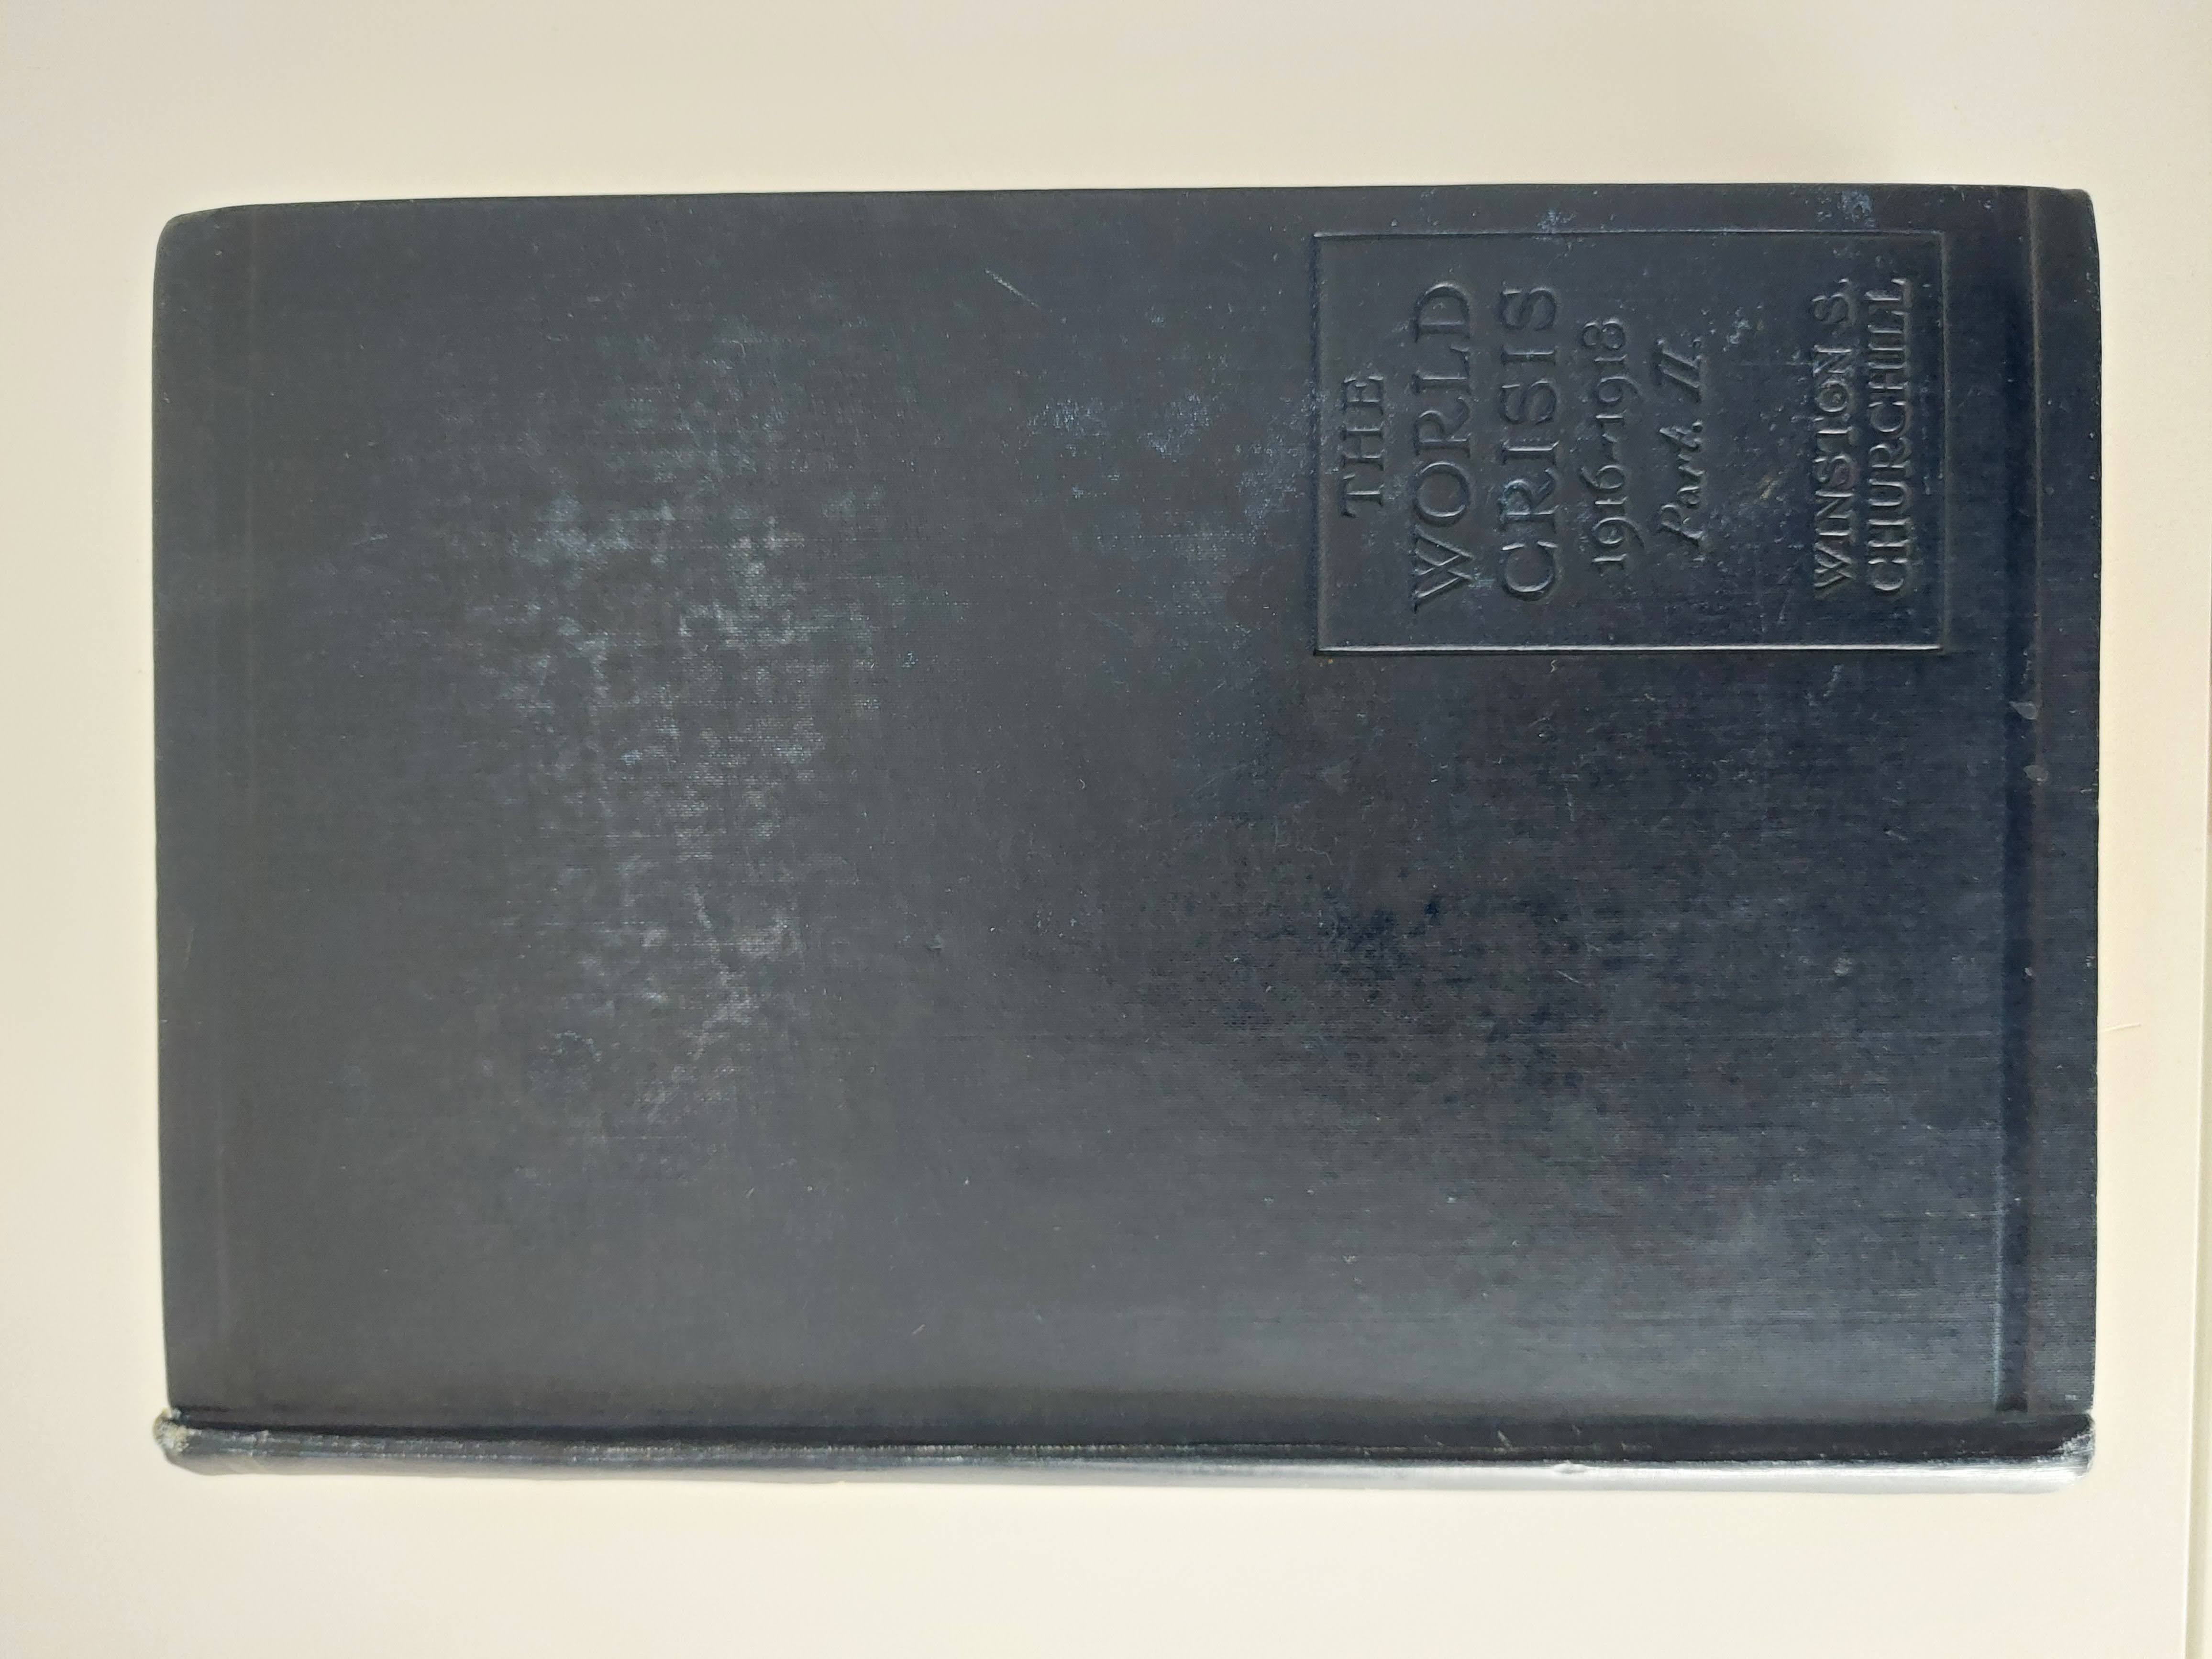 THE
WORLD
CRISIS
1916-1918
Part. II.
WINSTON S.
CHURCHILL